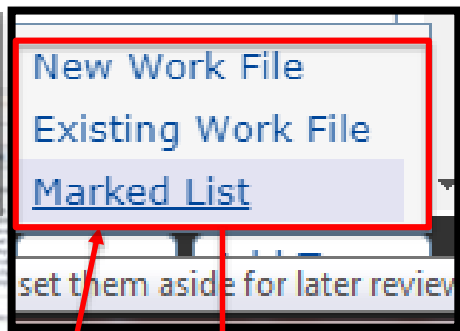 New Work File
Existing Work File
Marked List
set them aside for later review